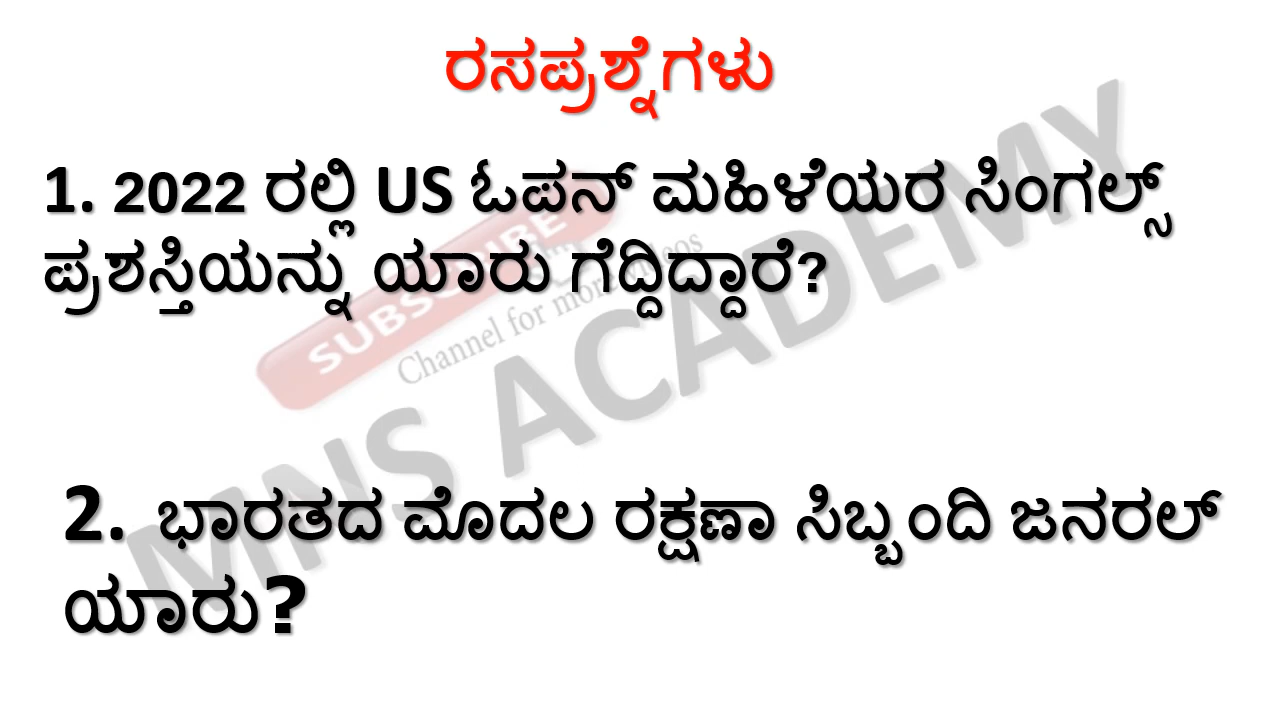 ರಸಪ್ರಶ್ನೆಗಳು
1. 2022 ರಲ್ಲಿ US ಓಪನ್ ಮಹಿಳೆಯರ ಸಿಂಗಲ್ಸ್
ಪ್ರಶಸ್ತಿಯನ್ನು ಯಾರು ಗೆದ್ದಿದ್ದಾರೆ?
SUBSCRIBE
Channel for more videos
MNS ACADEMY
2. ಭಾರತದ ಮೊದಲ ರಕ್ಷಣಾ ಸಿಬ್ಬಂದಿ ಜನರಲ್
ಯಾರು?